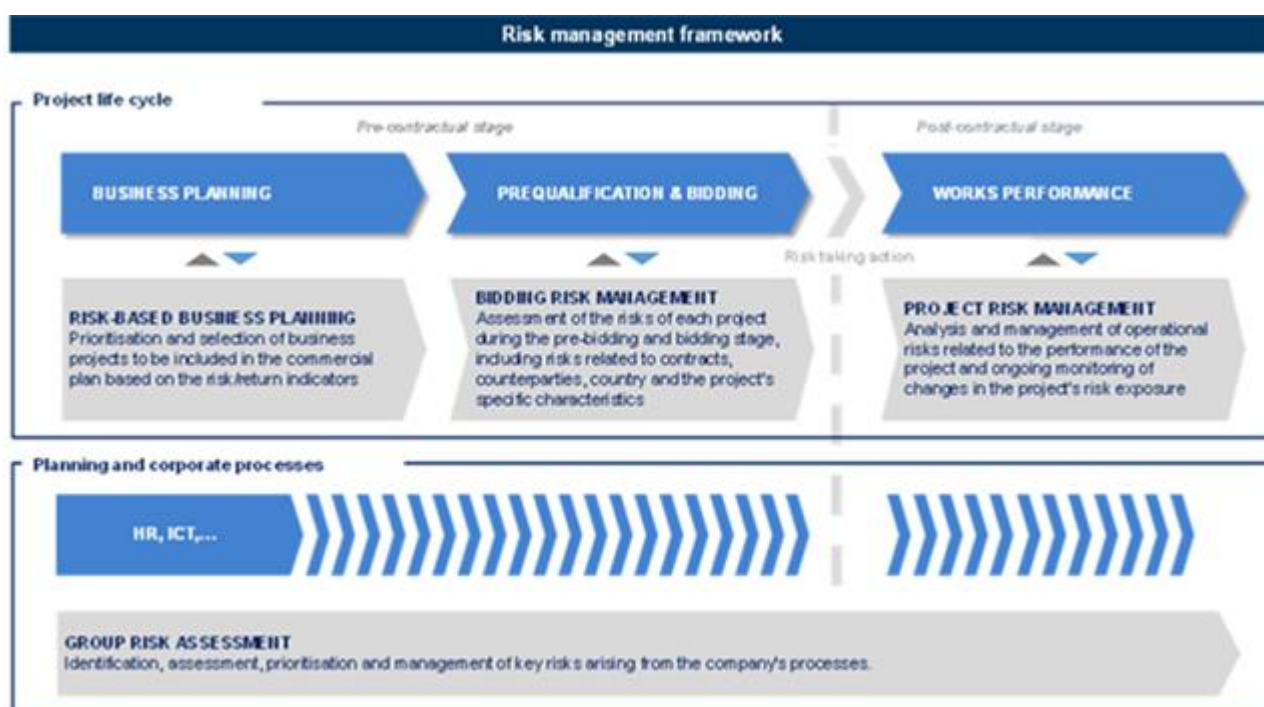 Risk management framework
Project life cycle
Pre-contractual stage
Post-contractual stage
BUSINESS PLANNING
PREQUALIFICATION & BIDDING
WORKS PERFORMANCE
Risk taking action
RISK-BASED BUSINESS PLANNING
Prioritisation and selection of business
projects to be included in the commercial
plan based on the risk/return indicators
BIDDING RISK MANAGEMENT
Assessment of the risks of each project
during the pre-bidding and bidding stage,
including risks related to contracts,
counterparties, country and the project's
specific characteristics
PROJECT RISK MANAGEMENT
Analysis and management of operational
risks related to the performance of the
project and ongoing monitoring of
changes in the project's risk exposure
Planning and corporate processes
HR, ICT,...
GROUP RISK ASSESSMENT
Identification, assessment, prioritisation and management of key risks arising from the company's processes.